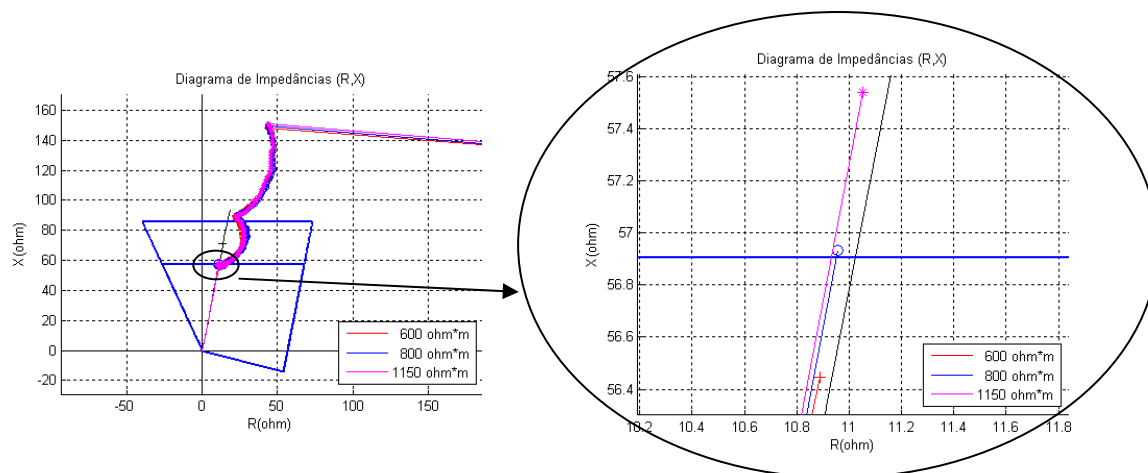 Diagrama de Impedâncias (R,X)
160
140
120
100
80
60
40
20
0
-20
X(ohm)
-50
0
50
100
150
R(ohm)
600 ohm*m
800 ohm*m
1150 ohm*m
Diagrama de Impedâncias (R,X)
57.6
57.4
57.2
57
56.8
56.6
56.4
X(ohm)
10.2
10.4
10.6
10.8
11
11.2
11.4
11.6
11.8
R(ohm)
600 ohm*m
800 ohm*m
1150 ohm*m